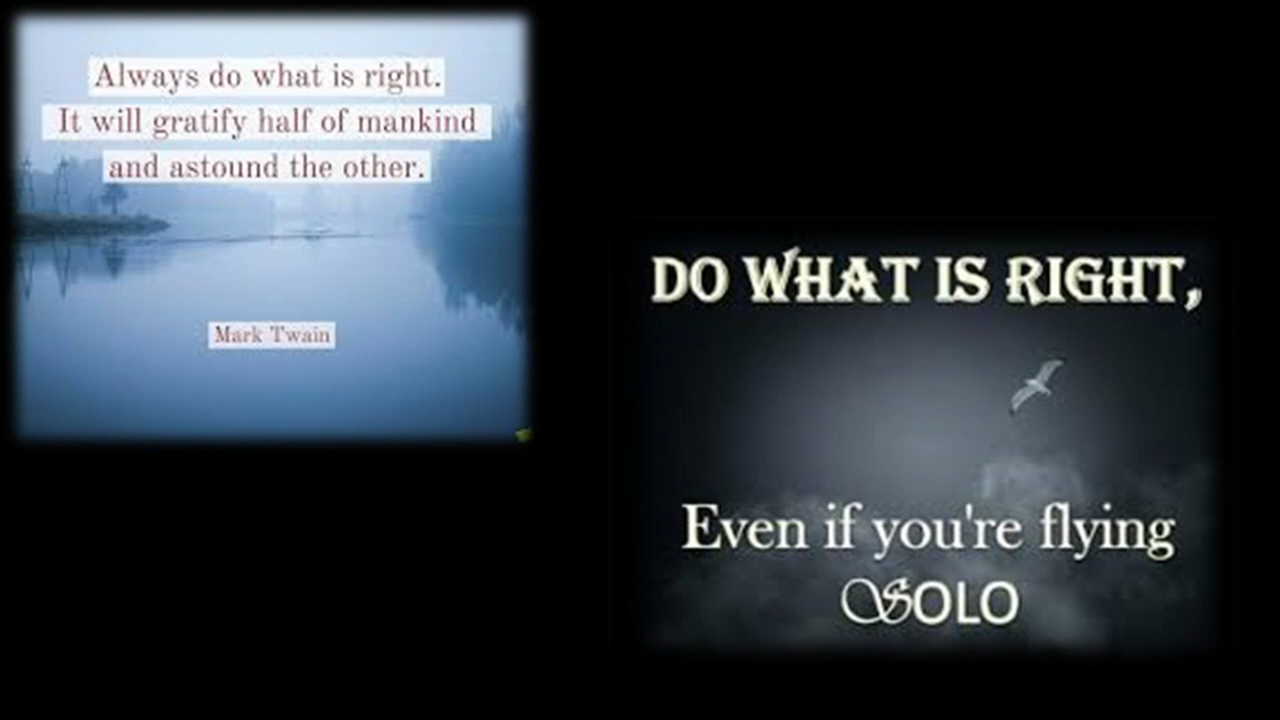 Always do what is right.
It will gratify half of mankind
and astound the other.
Mark Twain
DO WHAT IS RIGHT,
Even if you're flying
SOLO